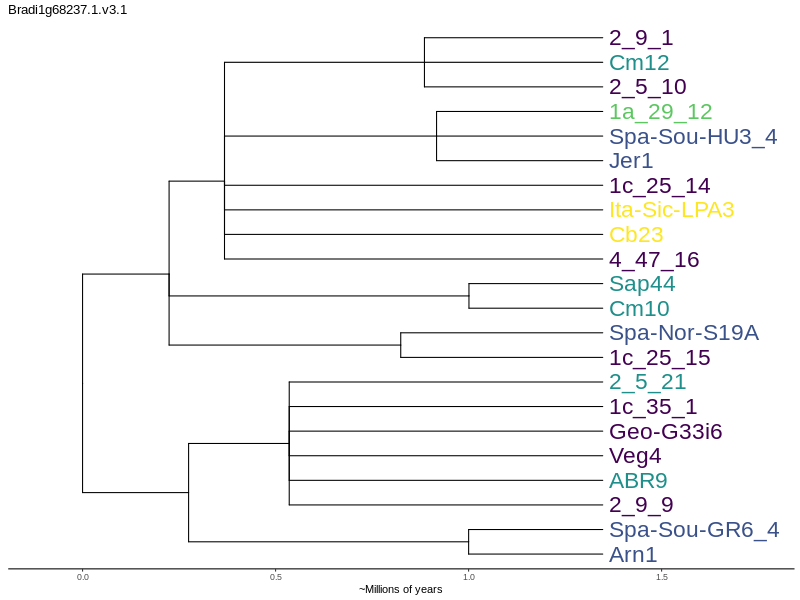 Bradi1g68237.1.v3.1
2_9_1
Cm12
2_5_10
1a_29_12
Spa-Sou-HU3_4
Jer1
1c_25_14
Ita-Sic-LPA3
Cb23
4_47_16
Sap44
Cm10
Spa-Nor-S19A
1c_25_15
2_5_21
1c_35_1
Geo-G33i6
Veg4
ABR9
2_9_9
Spa-Sou-GR6_4
Arn1
0.0 0.5 1.0 1.5
~Millions of years